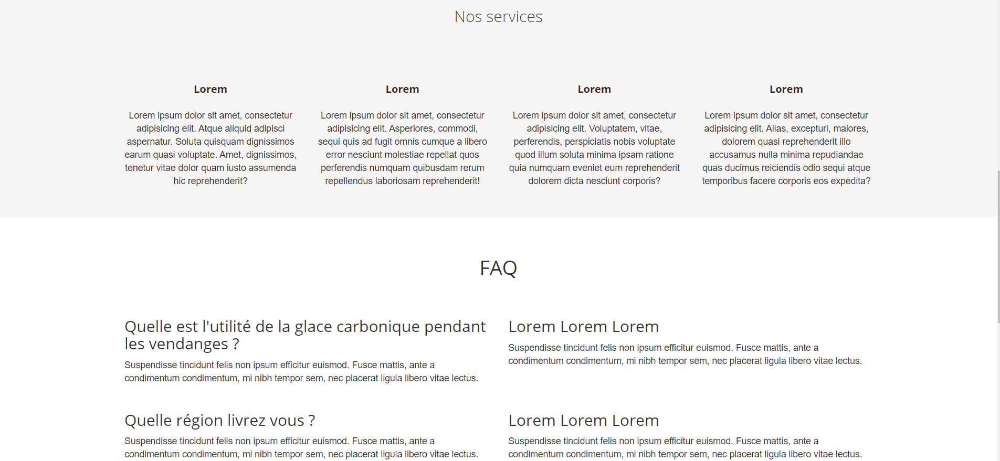 Nos services
Lorem
Lorem ipsum dolor sit amet, consectetur
adipisicing elit. Atque aliquid adipisci
aspernatur. Soluta quisquam dignissimos
earum quasi voluptate. Amet, dignissimos,
tenetur vitae dolor quam iusto assumenda
hic reprehenderit?
Lorem
Lorem ipsum dolor sit amet, consectetur
adipisicing elit. Asperiores, commodi,
sequi quis ad fugit omnis cumque a libero
error nesciunt molestiae repellat quos
perferendis numquam quibusdam rerum
repellendus laboriosam reprehenderit!
Lorem
Lorem ipsum dolor sit amet, consectetur
adipisicing elit. Voluptatem, vitae,
perferendis, perspiciatis nobis voluptate
quod illum soluta minima ipsam ratione
quia numquam eveniet eum reprehenderit
dolorem dicta nesciunt corporis?
Lorem
Lorem ipsum dolor sit amet, consectetur
adipisicing elit. Alias, excepturi, maiores,
dolorem quasi reprehenderit illo
accusamus nulla minima repudiandae
quas ducimus reiciendis odio sequi atque
temporibus facere corporis eos expedita?
FAQ
Quelle est l'utilité de la glace carbonique pendant
les vendanges ?
Suspendisse tincidunt felis non ipsum efficitur euismod. Fusce mattis, ante a
condimentum condimentum, mi nibh tempor sem, nec placerat ligula libero vitae lectus.
Lorem Lorem Lorem
Suspendisse tincidunt felis non ipsum efficitur euismod. Fusce mattis, ante a
condimentum condimentum, mi nibh tempor sem, nec placerat ligula libero vitae lectus.
Quelle région livrez vous ?
Suspendisse tincidunt felis non ipsum efficitur euismod. Fusce mattis, ante a
condimentum condimentum, mi nibh tempor sem, nec placerat ligula libero vitae lectus.
Lorem Lorem Lorem
Suspendisse tincidunt felis non ipsum efficitur euismod. Fusce mattis, ante a
condimentum condimentum, mi nibh tempor sem, nec placerat ligula libero vitae lectus.